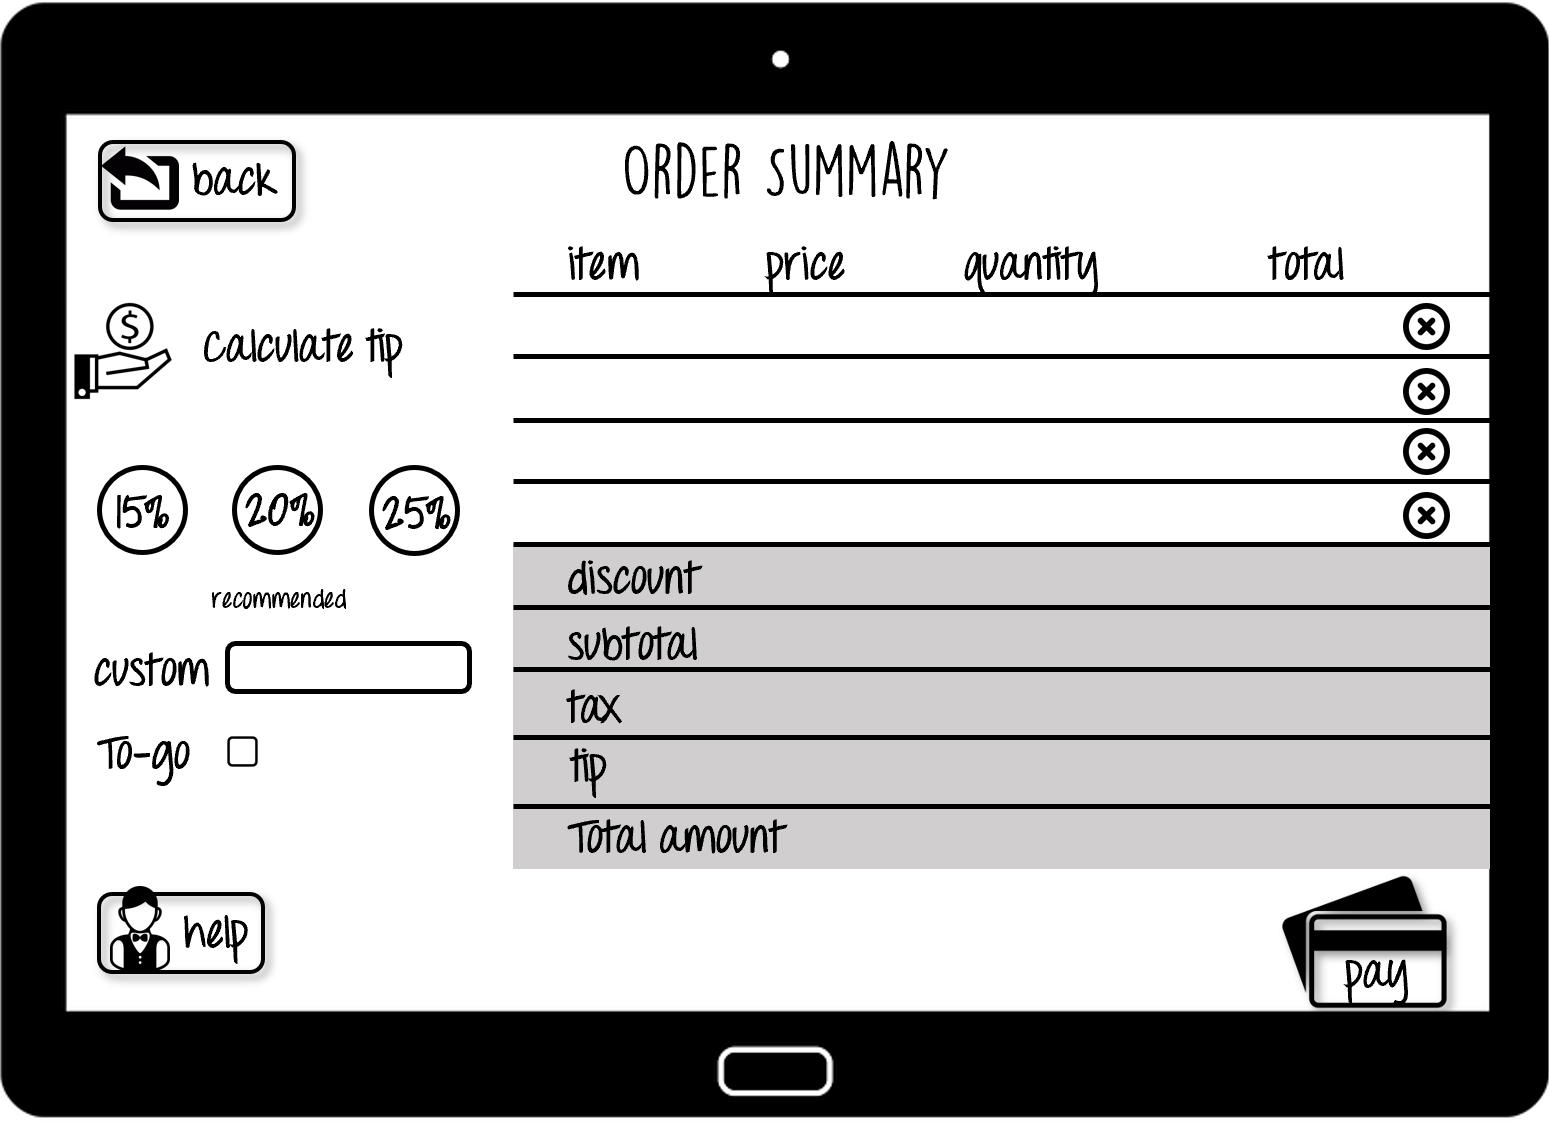 back
ORDER SUMMARY
item price quantity total
$
Calculate tip
15% 20% 25%
recommended
custom
To-go
discount
subtotal
tax
tip
Total amount
help
pay